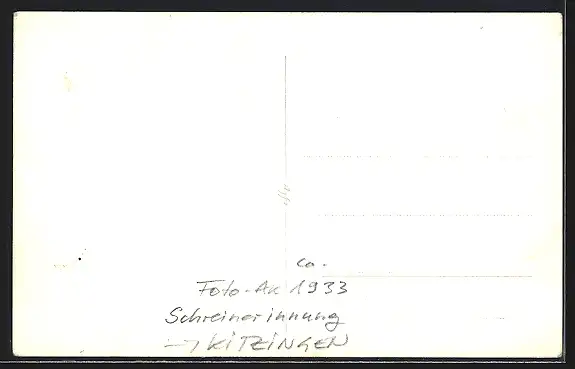 ca.
Foto-Ak 1933
Schreinerinnung
→ KITZINGEN